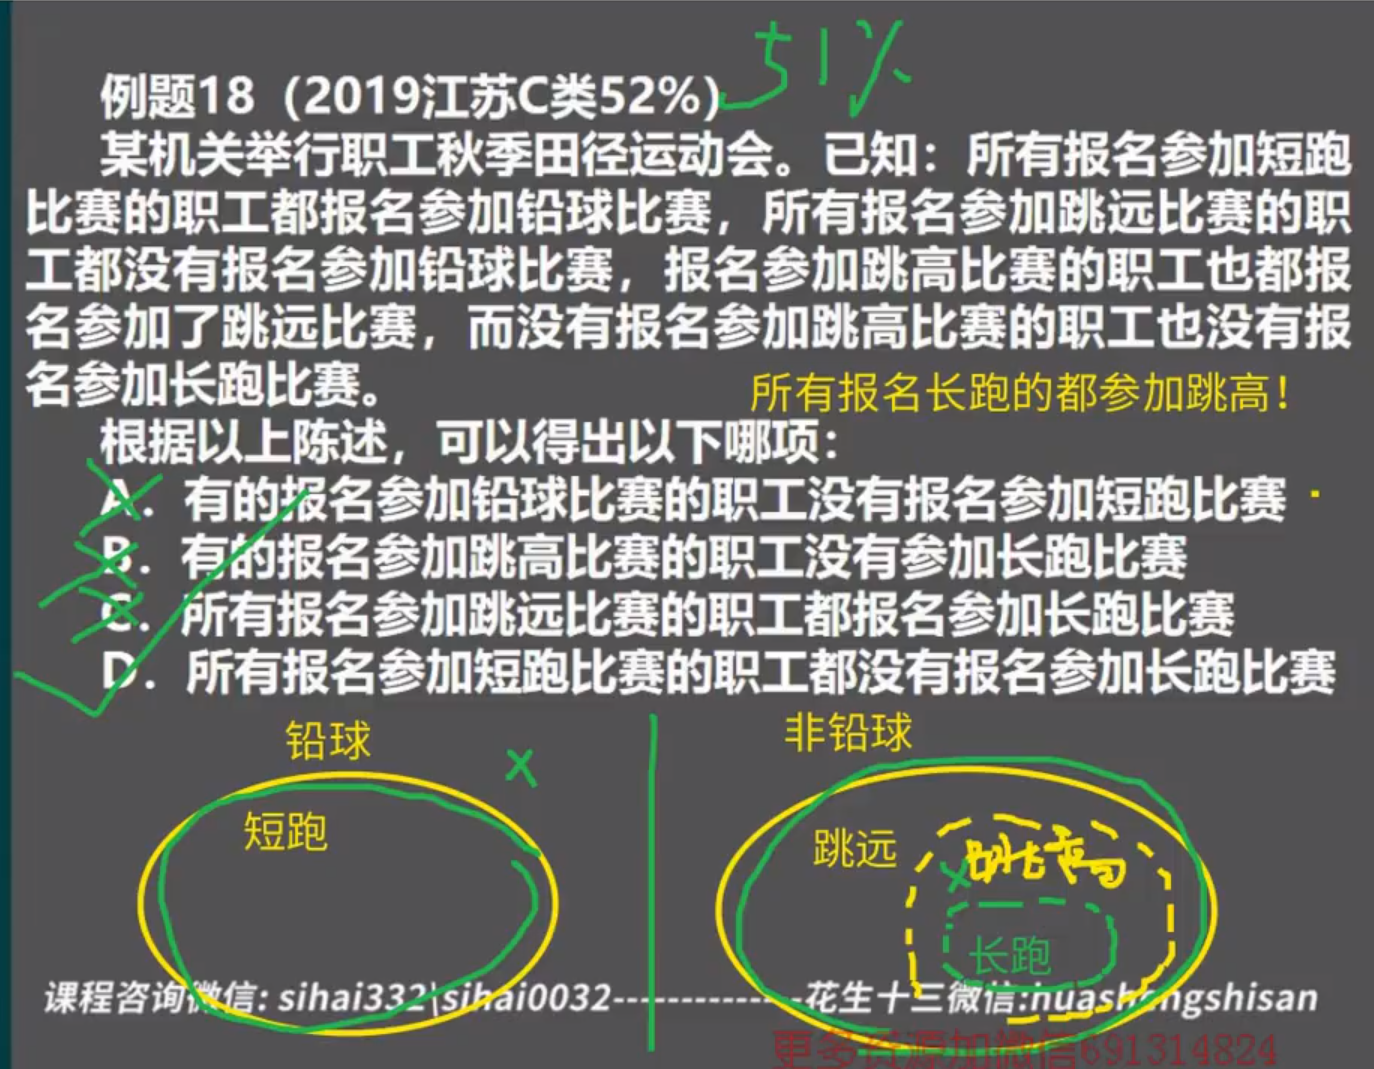 51%
例题18（2019江苏C类52%）
某机关举行职工秋季田径运动会。已知：所有报名参加短跑
比赛的职工都报名参加铅球比赛，所有报名参加跳远比赛的职
工都没有报名参加铅球比赛，报名参加跳高比赛的职工也都报
名参加了跳远比赛，而没有报名参加跳高比赛的职工也没有报
名参加长跑比赛。
所有报名长跑的都参加跳高！
根据以上陈述，可以得出以下哪项：
A．有的报名参加铅球比赛的职工没有报名参加短跑比赛
B．有的报名参加跳高比赛的职工没有参加长跑比赛
C．所有报名参加跳远比赛的职工都报名参加长跑比赛
D．所有报名参加短跑比赛的职工都没有报名参加长跑比赛
铅球
非铅球
短跑
跳远
跳高
长跑
课程咨询微信: sihai332|sihai0032--------------花生十三微信:huashengshisan
更多资源加微信691314824